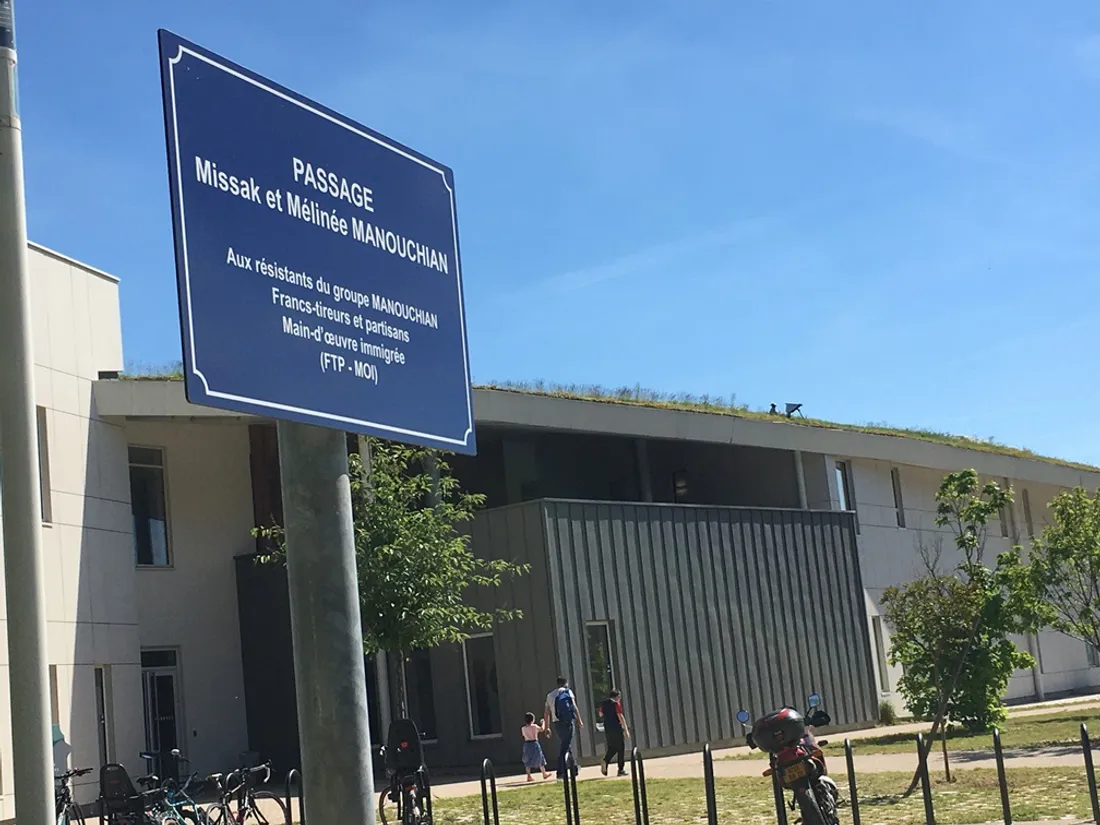 PASSAGE
Missak et Mélinée MANOUCHIAN
Aux résistants du groupe MANOUCHIAN
Francs-tireurs et partisans
Main-d'œuvre immigrée
(FTP - MOI)